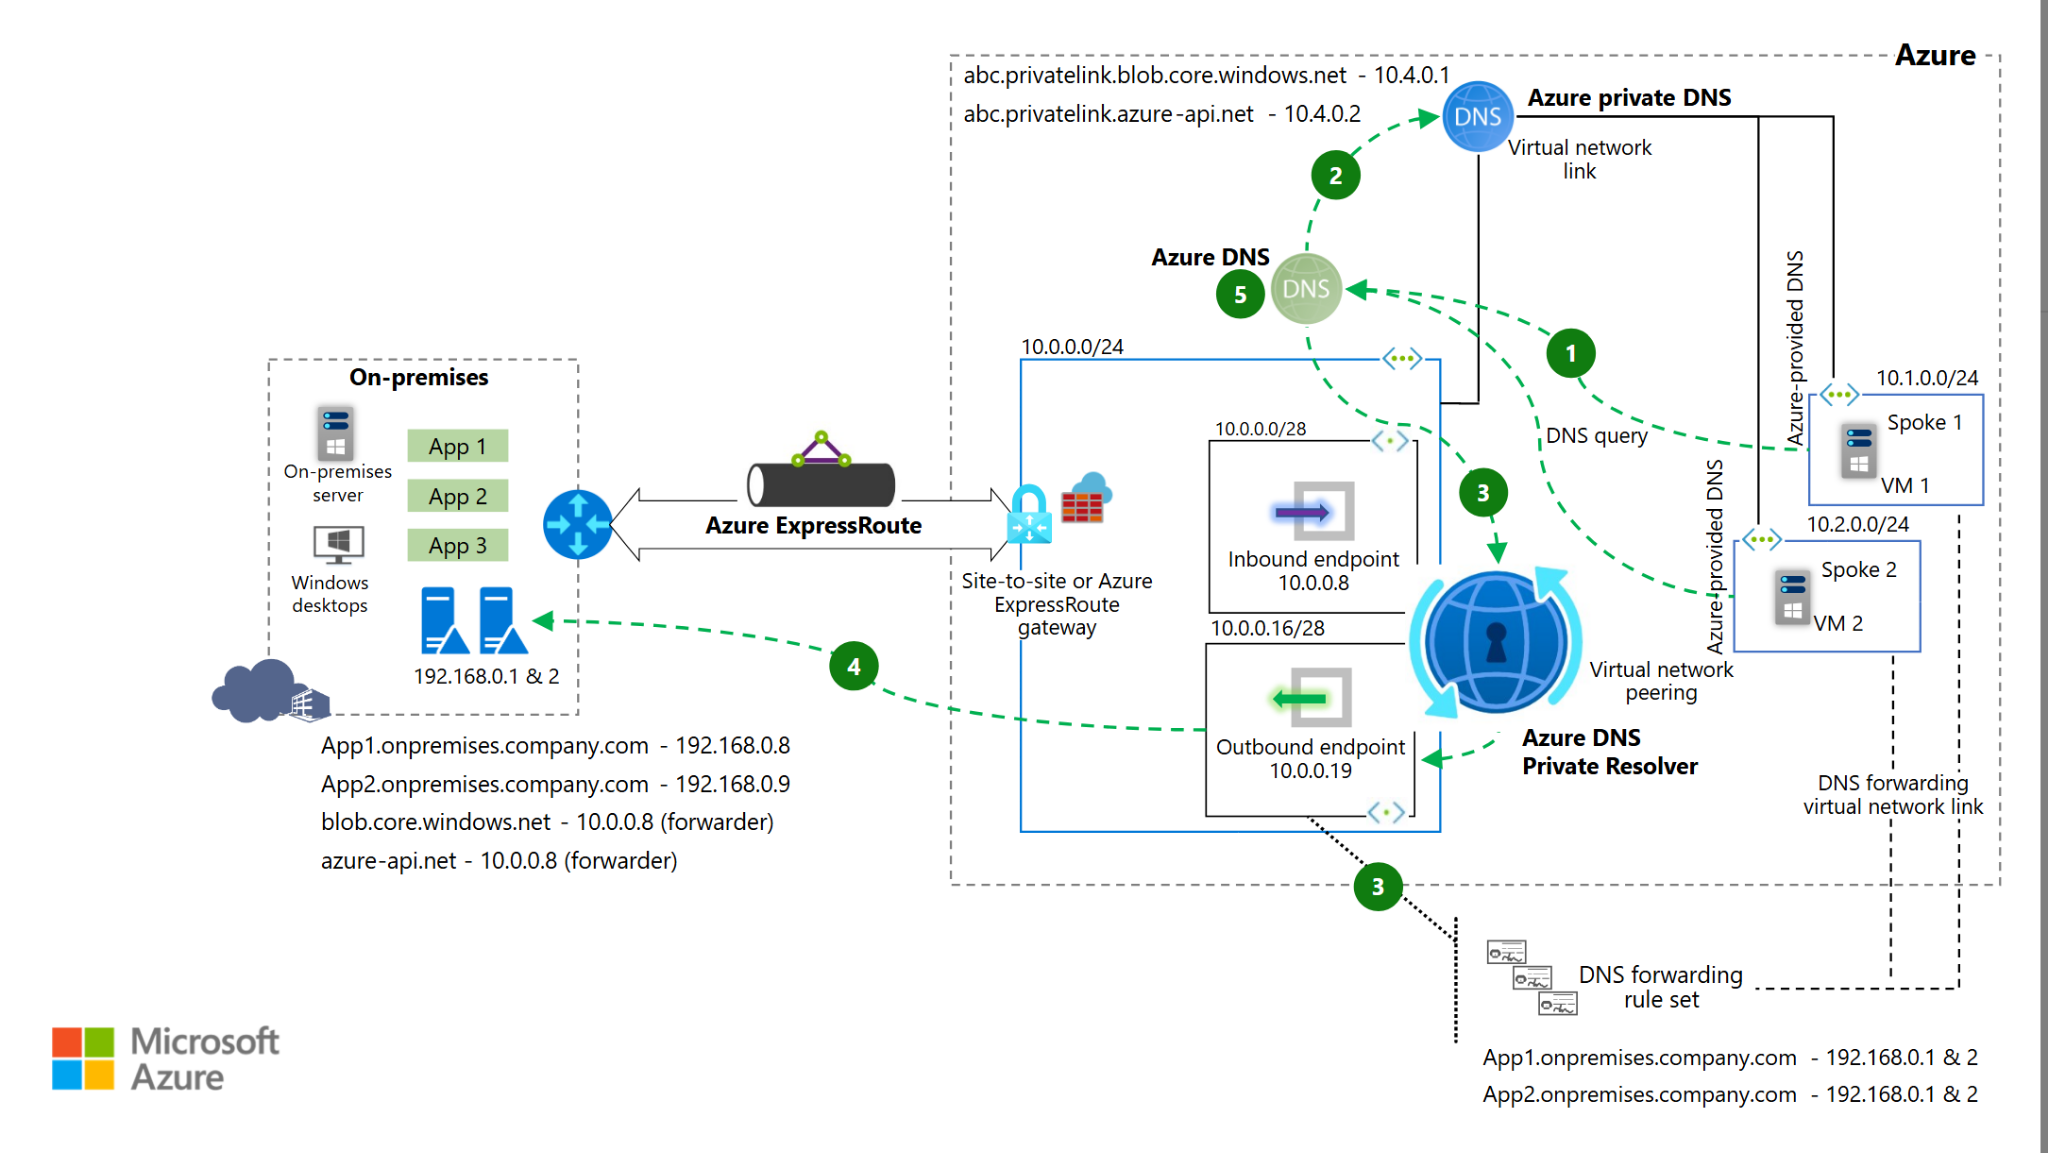 Azure
abc.privatelink.blob.core.windows.net - 10.4.0.1
abc.privatelink.azure-api.net - 10.4.0.2
DNS
Azure private DNS
Virtual network
link
2
Azure DNS
5
DNS
1
Azure-provided DNS
10.0.0.0/24
On-premises
On-premises
server
App 1
App 2
App 3
Windows
desktops
192.168.0.1 & 2
Azure ExpressRoute
Site-to-site or Azure
ExpressRoute
gateway
10.0.0.0/28
Inbound endpoint
10.0.0.8
10.0.0.16/28
Outbound endpoint
10.0.0.19
3
DNS query
10.1.0.0/24
Spoke 1
VM 1
Azure-provided DNS
10.2.0.0/24
Spoke 2
VM 2
Virtual network
peering
Azure DNS
Private Resolver
4
App1.onpremises.company.com - 192.168.0.8
App2.onpremises.company.com - 192.168.0.9
blob.core.windows.net - 10.0.0.8 (forwarder)
azure-api.net - 10.0.0.8 (forwarder)
DNS forwarding
virtual network link
3
DNS forwarding
rule set
App1.onpremises.company.com - 192.168.0.1 & 2
App2.onpremises.company.com - 192.168.0.1 & 2
Microsoft
Azure